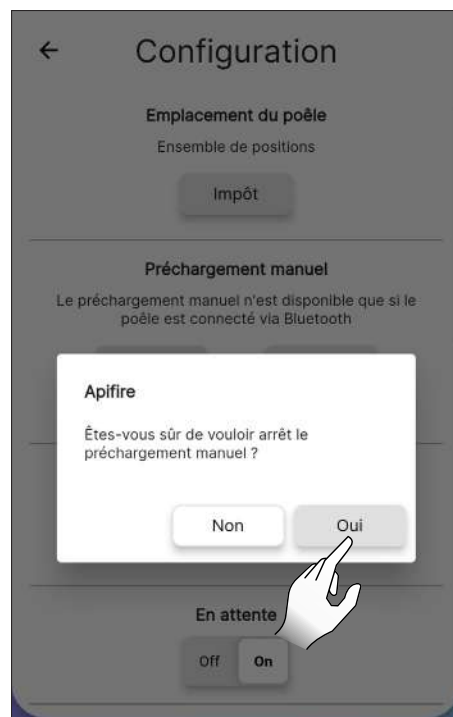 Configuration
Emplacement du poêle
Ensemble de positions
Impôt
Préchargement manuel
Le préchargement manuel n'est disponible que si le
poêle est connecté via Bluetooth
Apifire
Êtes-vous sûr de vouloir arrêt le
préchargement manuel ?
Non Oui
En attente
Off On